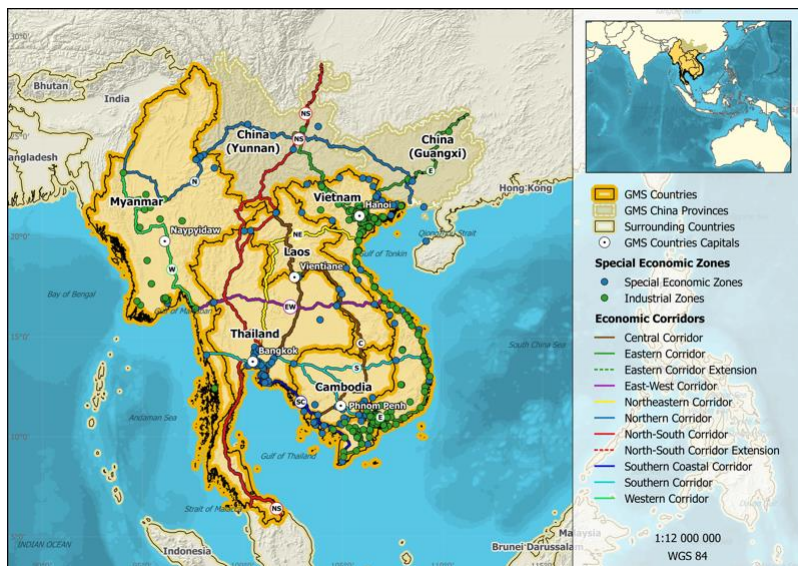 30°0'
Bhutan
India
NS
NS
25°0'
China
(Yunnan)
China
(Guangxi)
E
Bangladesh
N
Hong Kong
Myanmar
Vietnam
Hanoi
Naypyidaw
NE
20°0'
Laos
Gulf of Tonkin
Vientiane
W
Bay of Bengal
EW
Thailand
15°0'
South China Sea
Bangkok
C
S
Cambodia
Andaman Sea
SC
Phnom Penh
E
10°0'
Gulf of Thailand
Strait of Malacca
NS
INDIAN OCEAN
Indonesia
Malaysia
Brunei Darussalam
GMS Countries
GMS China Provinces
Surrounding Countries
GMS Countries Capitals
Special Economic Zones
Special Economic Zones
Industrial Zones
Economic Corridors
Central Corridor
Eastern Corridor
Eastern Corridor Extension
East-West Corridor
Northeastern Corridor
Northern Corridor
North-South Corridor
North-South Corridor Extension
Southern Coastal Corridor
Southern Corridor
Western Corridor
1:12 000 000
WGS 84